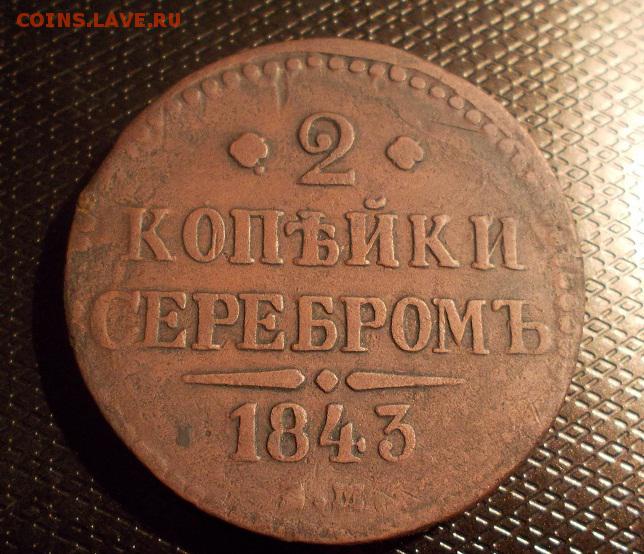 COINS.LAVE.RU
2
КОПѢЙКИ
СЕРЕБРОМЪ
1843